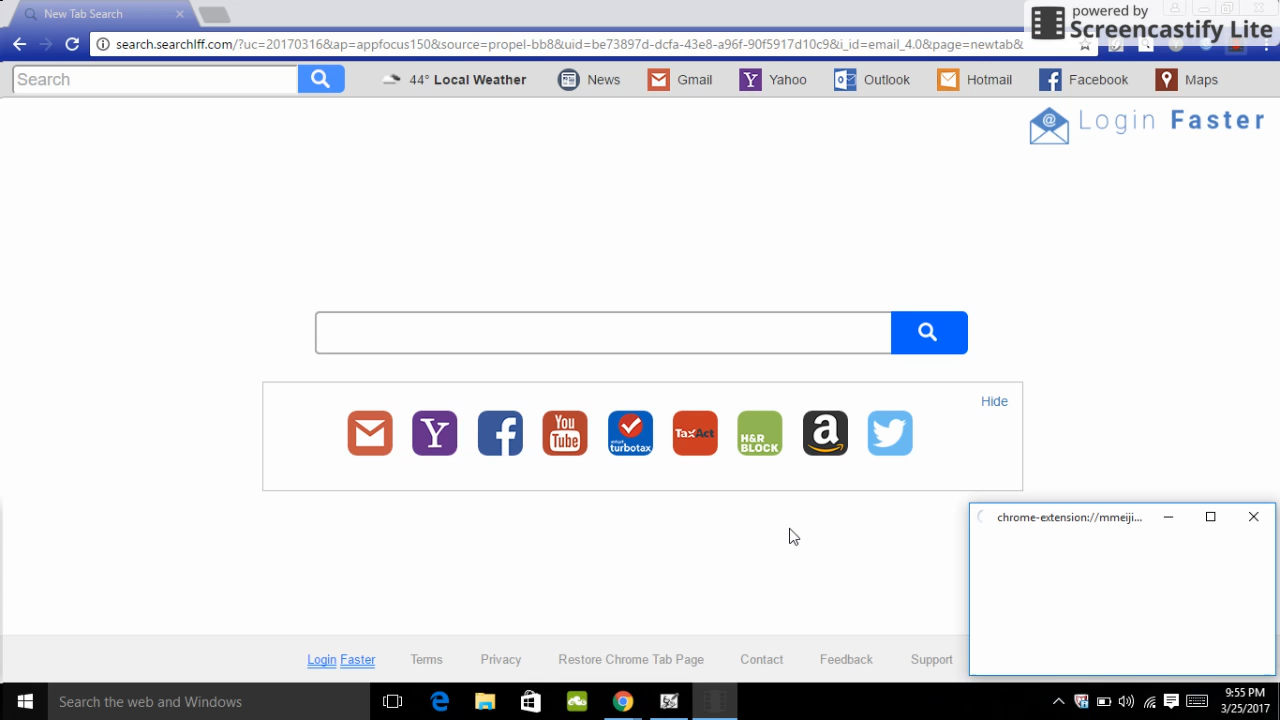 New Tab Search
powered by
Screencastify Lite
search.searchlff.com/?uc=20170316&ap=appfocus150&source=propel-bb8&uid=be73897d-dcfa-43e8-a96f-90f5917d10c9&i_id=email_4.0&page=newtab&
Search
44° Local Weather
News
Gmail
Yahoo
Outlook
Hotmail
Facebook
Maps
Login Faster
Hide
You
Tube
turbotax
TaxAct
H&R
BLOCK
chrome-extension://mmeiji...
Login Faster
Terms
Privacy
Restore Chrome Tab Page
Contact
Feedback
Support
Search the web and Windows
9:55 PM
3/25/2017